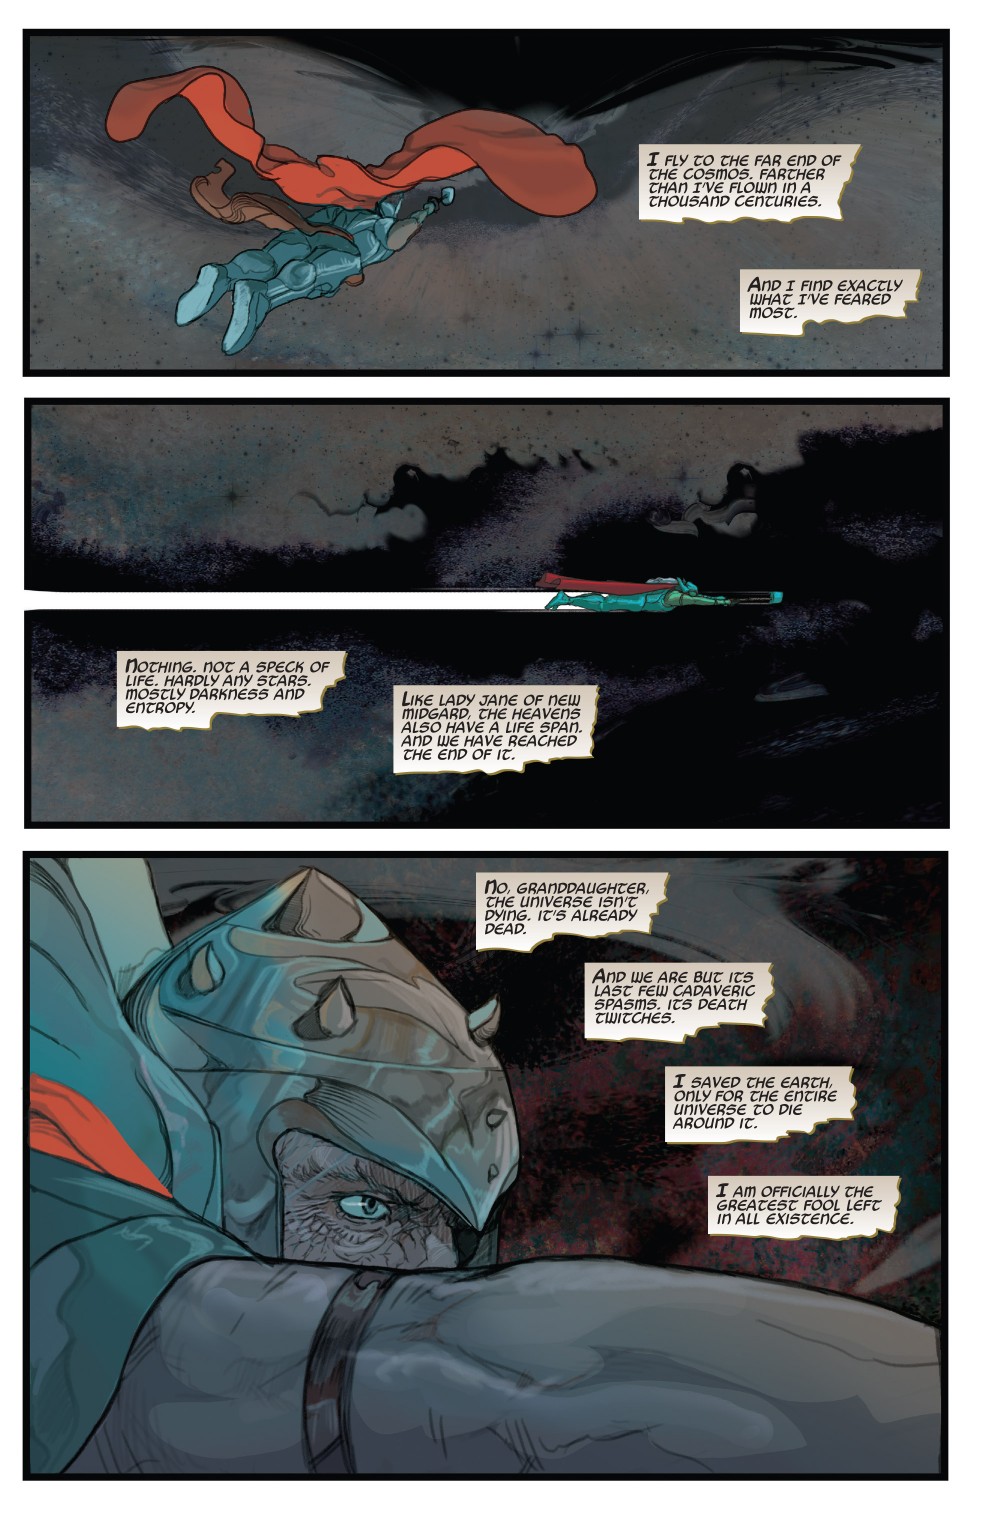 I FLY TO THE FAR END OF
THE COSMOS. FARTHER
THAN I'VE FLOWN IN A
THOUSAND CENTURIES.
AND I FIND EXACTLY
WHAT I'VE FEARED
MOST.
NOTHING. NOT A SPECK OF
LIFE. HARDLY ANY STARS.
MOSTLY DARKNESS AND
ENTROPY.
LIKE LADY JANE OF NEW
MIDGARD, THE HEAVENS
ALSO HAVE A LIFE SPAN.
AND WE HAVE REACHED
THE END OF IT.
NO, GRANDDAUGHTER,
THE UNIVERSE ISN'T
DYING. IT'S ALREADY
DEAD.
AND WE ARE BUT ITS
LAST FEW CADAVERIC
SPASMS. ITS DEATH
TWITCHES.
I SAVED THE EARTH,
ONLY FOR THE ENTIRE
UNIVERSE TO DIE
AROUND IT.
I AM OFFICIALLY THE
GREATEST FOOL LEFT
IN ALL EXISTENCE.